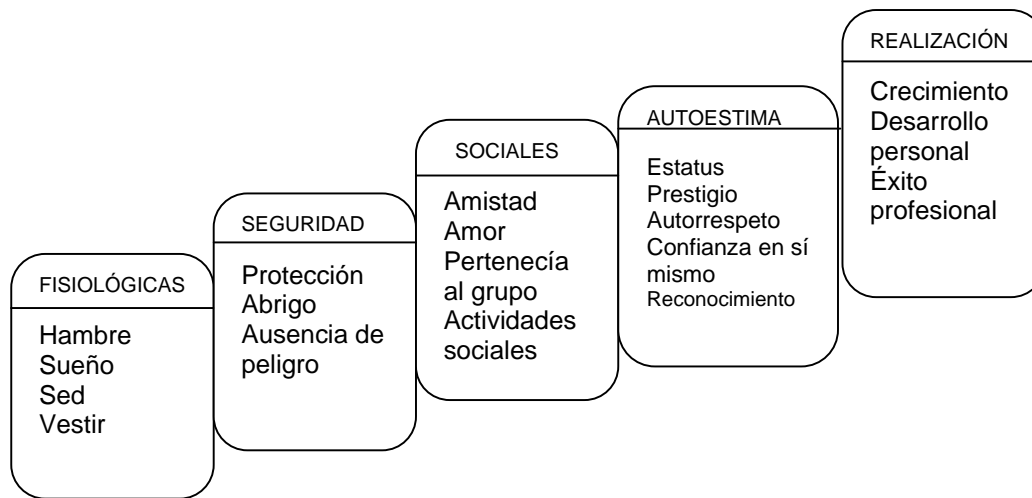 FISIOLÓGICAS
Hambre
Sueño
Sed
Vestir
SEGURIDAD
Protección
Abrigo
Ausencia de
peligro
SOCIALES
Amistad
Amor
Pertenecía
al grupo
Actividades
sociales
AUTOESTIMA
Estatus
Prestigio
Autorrespeto
Confianza en sí
mismo
Reconocimiento
REALIZACIÓN
Crecimiento
Desarrollo
personal
Éxito
profesional